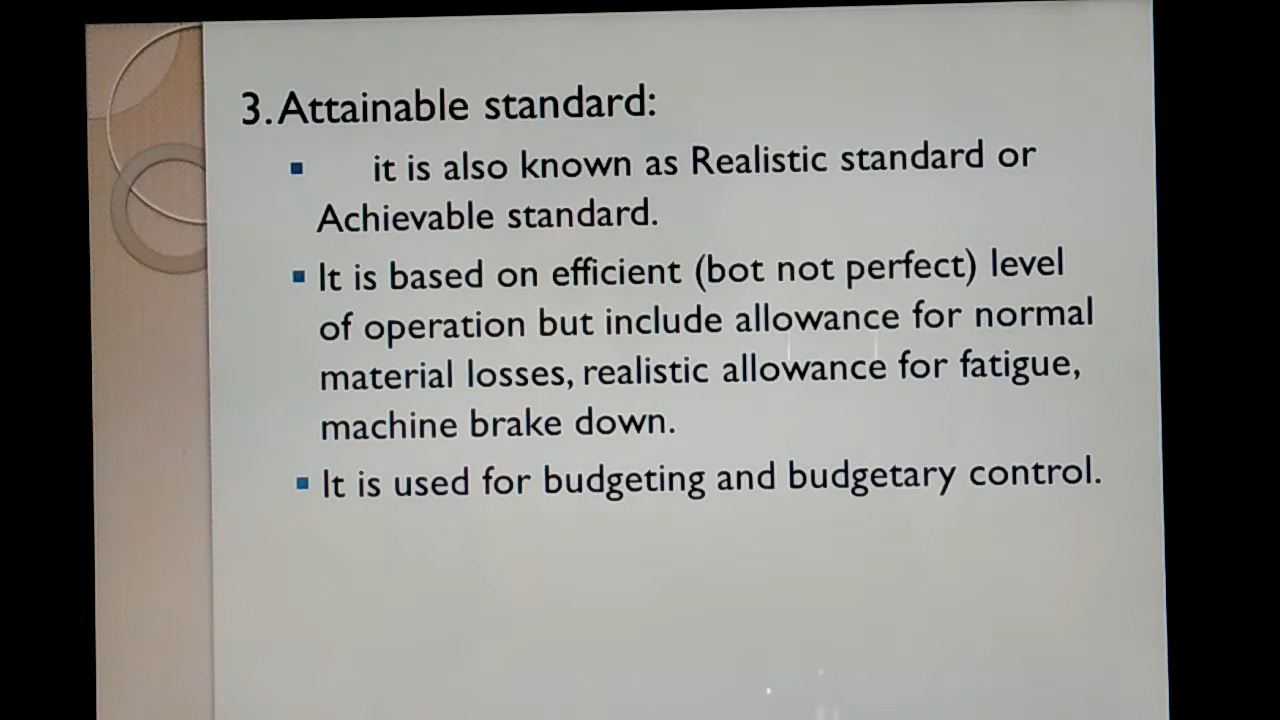 3. Attainable standard:
▪ it is also known as Realistic standard or
Achievable standard.
▪ It is based on efficient (bot not perfect) level
of operation but include allowance for normal
material losses, realistic allowance for fatigue,
machine brake down.
▪ It is used for budgeting and budgetary control.